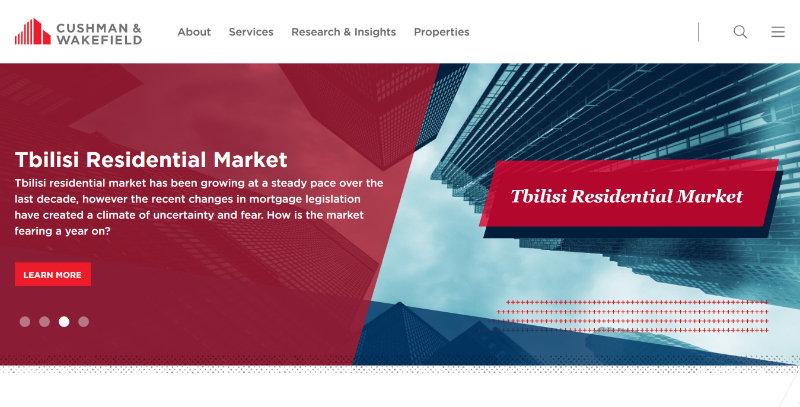 CUSHMAN &
WAKEFIELD
About Services Research & Insights Properties
Tbilisi Residential Market
Tbilisi residential market has been growing at a steady pace over the
last decade, however the recent changes in mortgage legislation
have created a climate of uncertainty and fear. How is the market
fearing a year on?
LEARN MORE
Tbilisi Residential Market